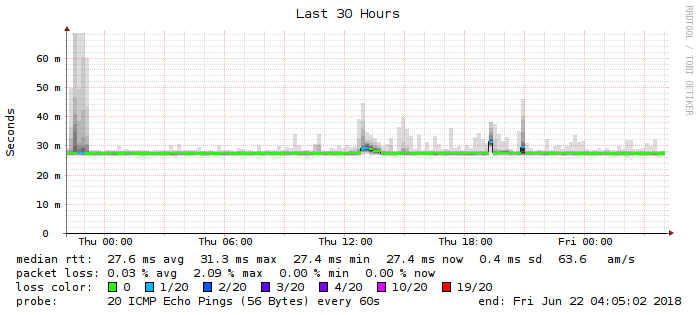 Last 30 Hours
RRDTOOL / TOBI OETIKER
Seconds
60 m
50 m
40 m
30 m
20 m
10 m
0
Thu 00:00 Thu 06:00 Thu 12:00 Thu 18:00 Fri 00:00
median rtt: 27.6 ms avg 31.3 ms max 27.4 ms min 27.4 ms now 0.4 ms sd 63.6 am/s
packet loss: 0.03 % avg 2.09 % max 0.00 % min 0.00 % now
loss color: 0 1/20 2/20 3/20 4/20 10/20 19/20
probe: 20 ICMP Echo Pings (56 Bytes) every 60s end: Fri Jun 22 04:05:02 2018